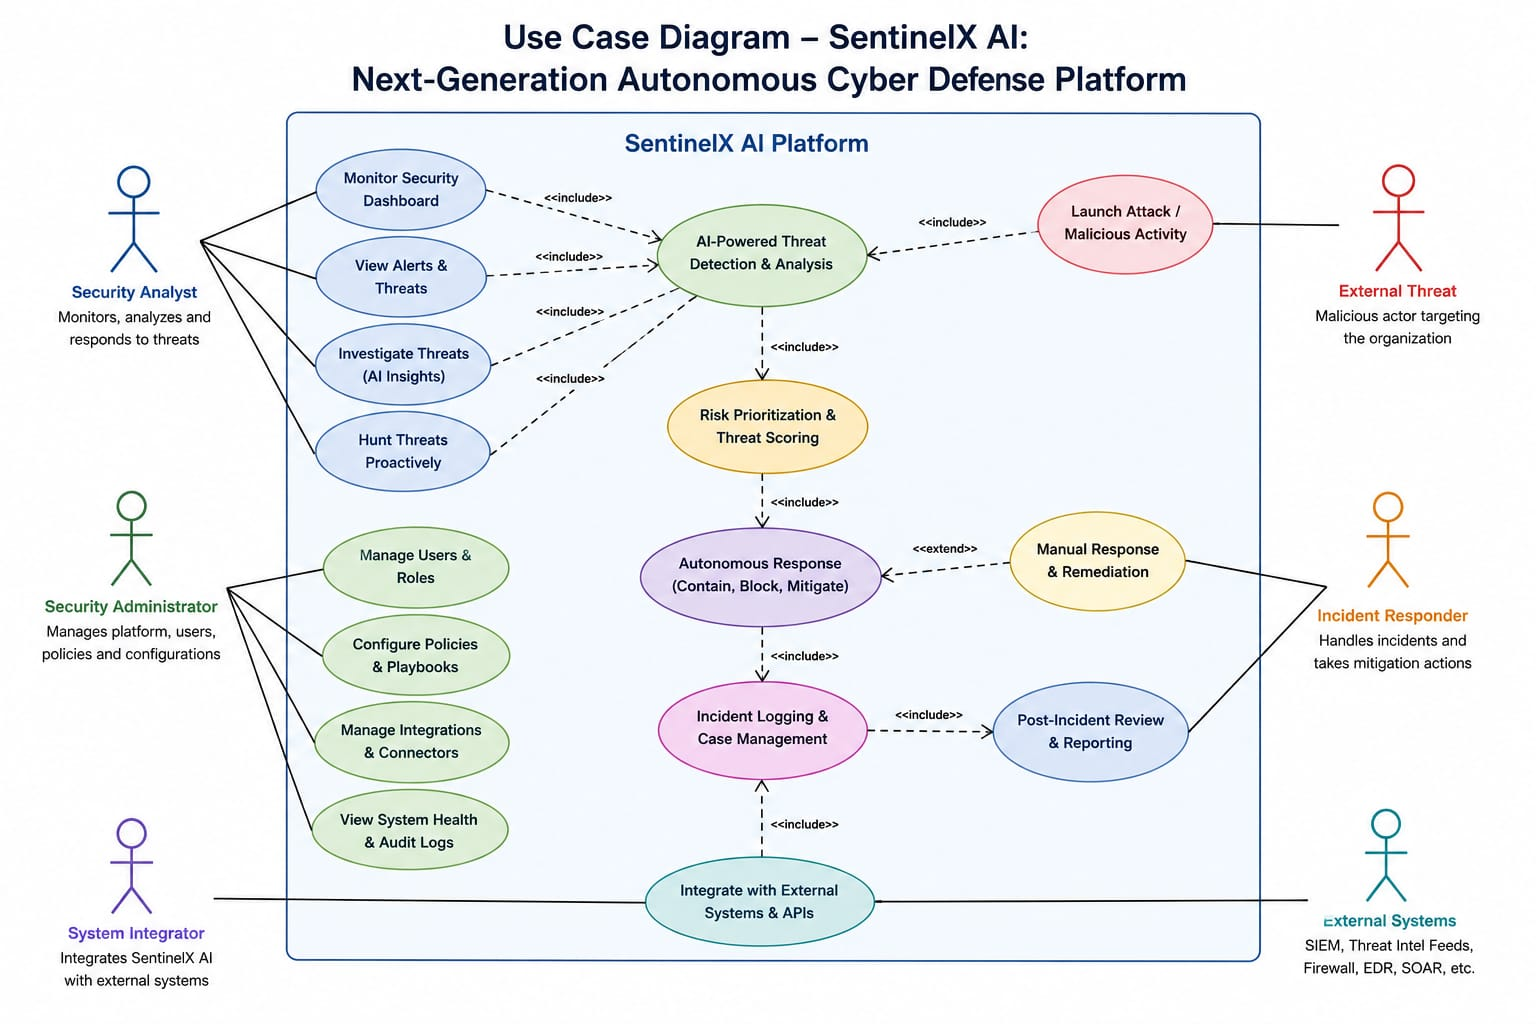 Use Case Diagram – SentinelX AI:
Next-Generation Autonomous Cyber Defense Platform
SentinelX AI Platform
Security Analyst
Monitors, analyzes and
responds to threats
Security Administrator
Manages platform, users,
policies and configurations
System Integrator
Integrates SentinelX AI
with external systems
Monitor Security
Dashboard
View Alerts &
Threats
Investigate Threats
(AI Insights)
Hunt Threats
Proactively
Manage Users &
Roles
Configure Policies
& Playbooks
Manage Integrations
& Connectors
View System Health
& Audit Logs
<<include>>
<<include>>
<<include>>
<<include>>
AI-Powered Threat
Detection & Analysis
<<include>>
Risk Prioritization &
Threat Scoring
<<include>>
Autonomous Response
(Contain, Block, Mitigate)
<<include>>
Incident Logging &
Case Management
<<include>>
Integrate with External
Systems & APIs
<<include>>
Launch Attack /
Malicious Activity
<<extend>>
Manual Response
& Remediation
<<include>>
Post-Incident Review
& Reporting
External Threat
Malicious actor targeting
the organization
Incident Responder
Handles incidents and
takes mitigation actions
External Systems
SIEM, Threat Intel Feeds,
Firewall, EDR, SOAR, etc.